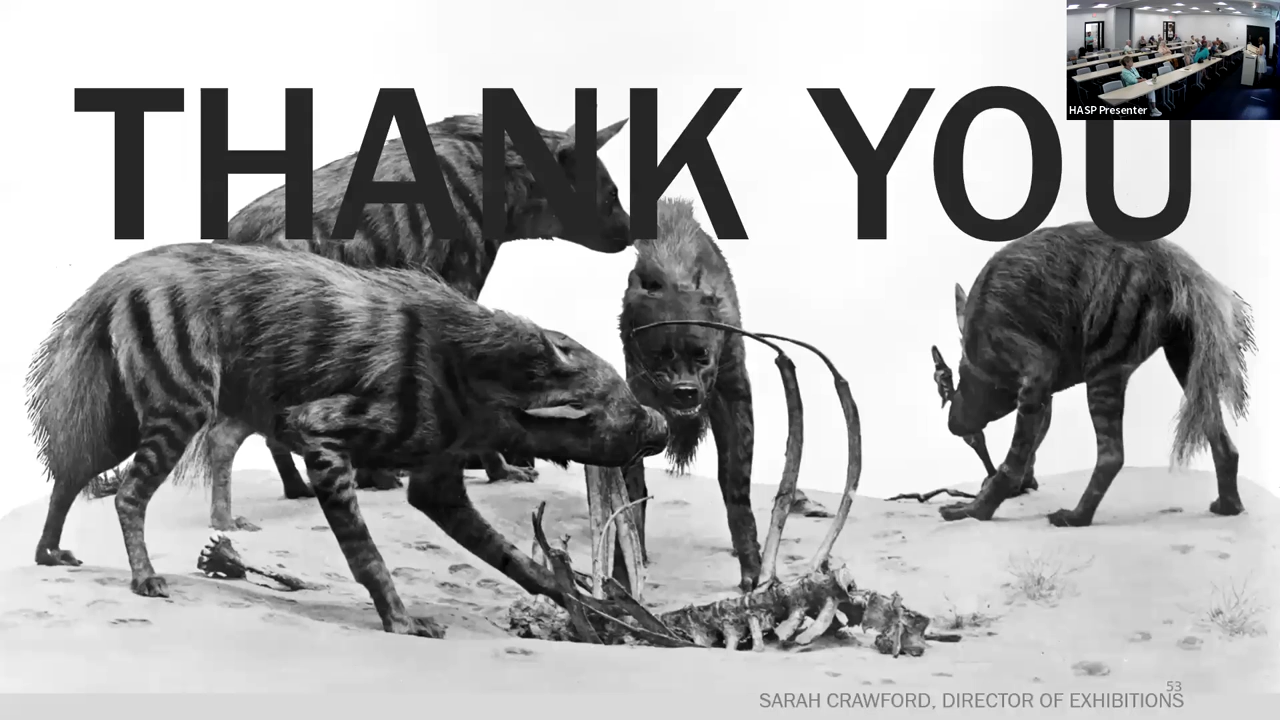 HASP Presenter
THANK YOU
53
SARAH CRAWFORD, DIRECTOR OF EXHIBITIONS